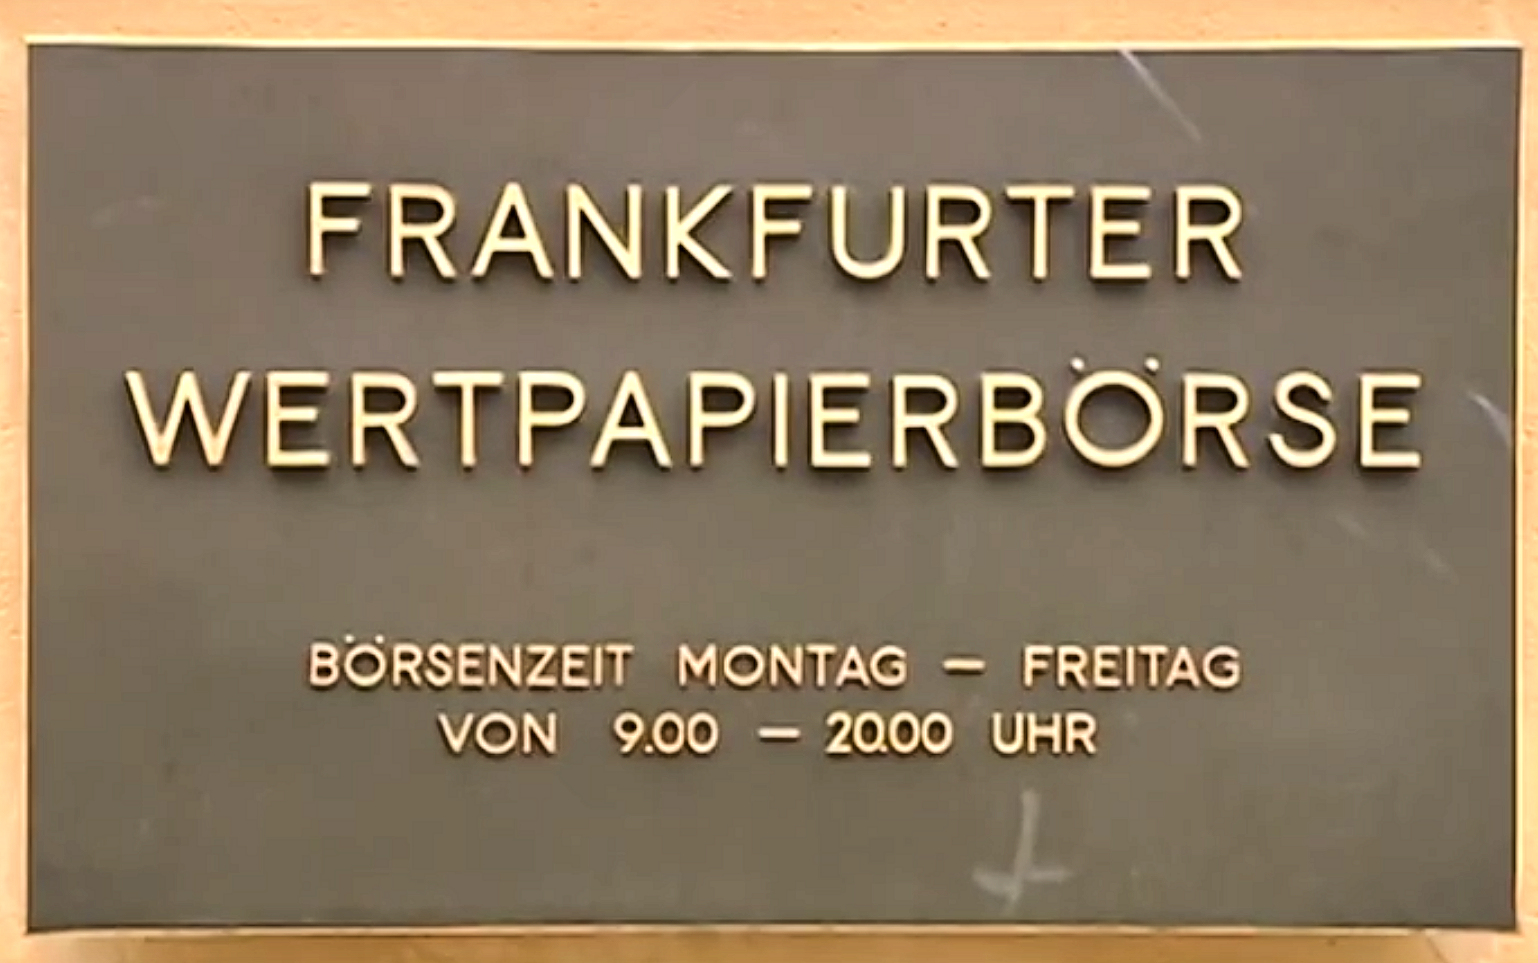 FRANKFURTER
WERTPAPIERBÖRSE
BÖRSENZEIT MONTAG — FREITAG
VON 9.00 — 20.00 UHR